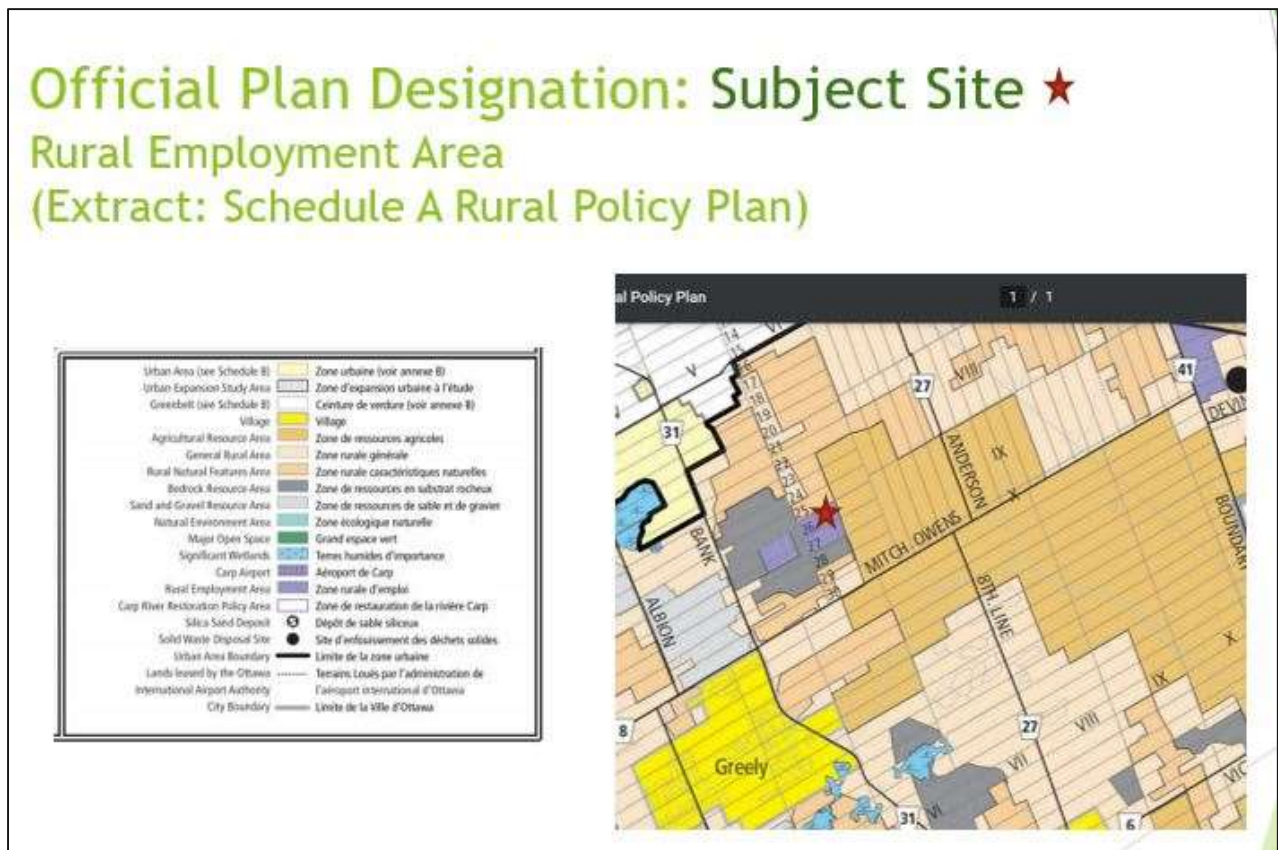 Official Plan Designation: Subject Site
Rural Employment Area
(Extract: Schedule A Rural Policy Plan)
Urban Area (see Schedule B) Zone urbaine (voir annexe B)
Urban Expansion Study Area Zone d'expansion urbaine à l'étude
Greenbelt (see Schedule B) Ceinture de verdure (voir annexe B)
Village Village
Agricultural Resource Area Zone de ressources agricoles
General Rural Area Zone rurale générale
Rural Natural Features Area Zone rurale caractéristiques naturelles
Bedrock Resource Area Zone de ressources en substrat rocheux
Sand and Gravel Resource Area Zone de ressources de sable et de gravier
Natural Environment Area Zone écologique naturelle
Major Open Space Grand espace vert
Significant Wetlands Terres humides d'importance
Carp Airport Aéroport de Carp
Rural Employment Area Zone rurale d'emploi
Carp River Restoration Policy Area Zone de restauration de la rivière Carp
Silica Sand Deposit S Dépôt de sable siliceux
Solid Waste Disposal Site Site d'enfouissement des déchets solides
Urban Area Boundary Limite de la zone urbaine
Lands leased by the Ottawa Terrains Loués par l'administration de
International Airport Authority l'aéroport international d'Ottawa
City Boundary Limite de la Ville d'Ottawa
al Policy Plan 1 / 1
14
15
V
16
17
18
19
20
21
22
23
24
25
26
27
28
VIII
27
41
DEVIN
31
ANDERSON
IX
X
BANK
MITCH. OWENS
BOUNDARY
ALBION
8TH. LINE
X
IX
8
Greely
27
VIII
VII
VI
31
6
VIC